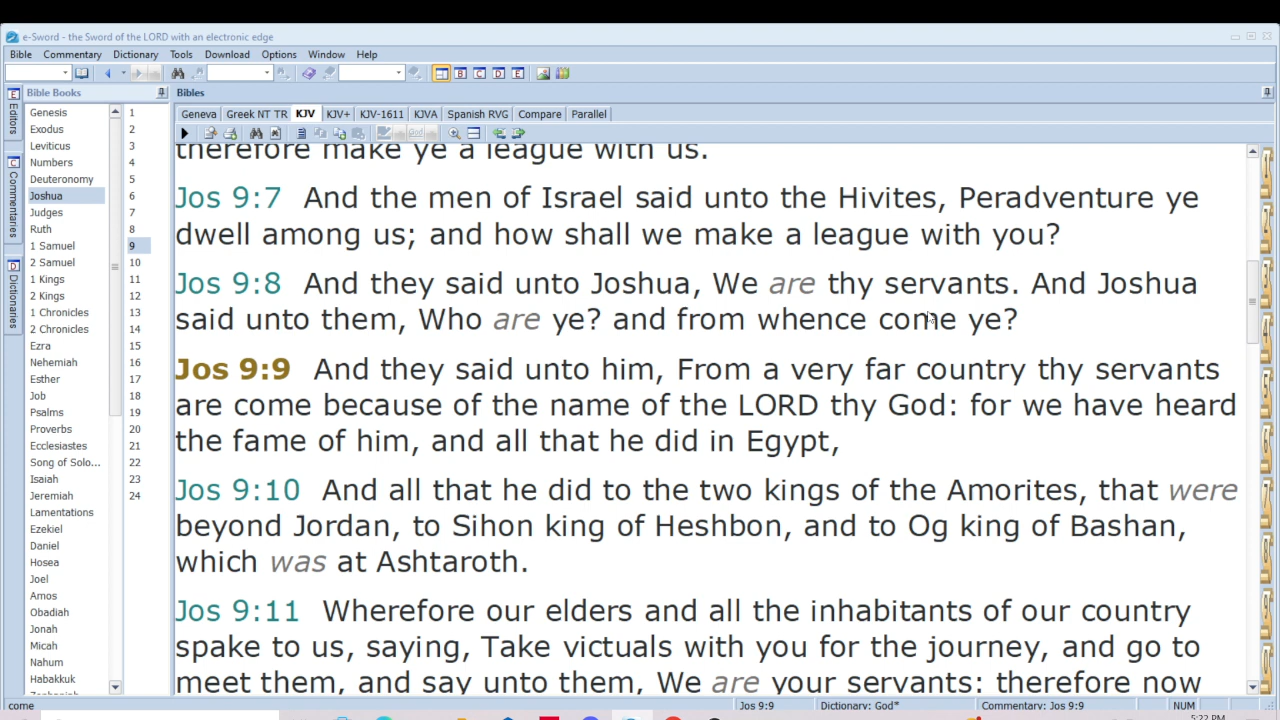 e-Sword - the Sword of the LORD with an electronic edge
Bible Commentary Dictionary Tools Download Options Window Help
B C D E
E Editors
C Commentaries
D Dictionaries
Bible Books
Genesis
Exodus
Leviticus
Numbers
Deuteronomy
Joshua
Judges
Ruth
1 Samuel
2 Samuel
1 Kings
2 Kings
1 Chronicles
2 Chronicles
Ezra
Nehemiah
Esther
Job
Psalms
Proverbs
Ecclesiastes
Song of Solo...
Isaiah
Jeremiah
Lamentations
Ezekiel
Daniel
Hosea
Joel
Amos
Obadiah
Jonah
Micah
Nahum
Habakkuk
Zephaniah
1
2
3
4
5
6
7
8
9
10
11
12
13
14
15
16
17
18
19
20
21
22
23
24
Bibles
Geneva Greek NT TR KJV KJV+ KJV-1611 KJVA Spanish RVG Compare Parallel
therefore make ye a league with us.
Jos 9:7 And the men of Israel said unto the Hivites, Peradventure ye
dwell among us; and how shall we make a league with you?
Jos 9:8 And they said unto Joshua, We are thy servants. And Joshua
said unto them, Who are ye? and from whence come ye?
Jos 9:9 And they said unto him, From a very far country thy servants
are come because of the name of the LORD thy God: for we have heard
the fame of him, and all that he did in Egypt,
Jos 9:10 And all that he did to the two kings of the Amorites, that were
beyond Jordan, to Sihon king of Heshbon, and to Og king of Bashan,
which was at Ashtaroth.
Jos 9:11 Wherefore our elders and all the inhabitants of our country
spake to us, saying, Take victuals with you for the journey, and go to
meet them, and say unto them, We are your servants: therefore now
come
Jos 9:9 Dictionary: God* Commentary: Jos 9:9 NUM
5:22 PM